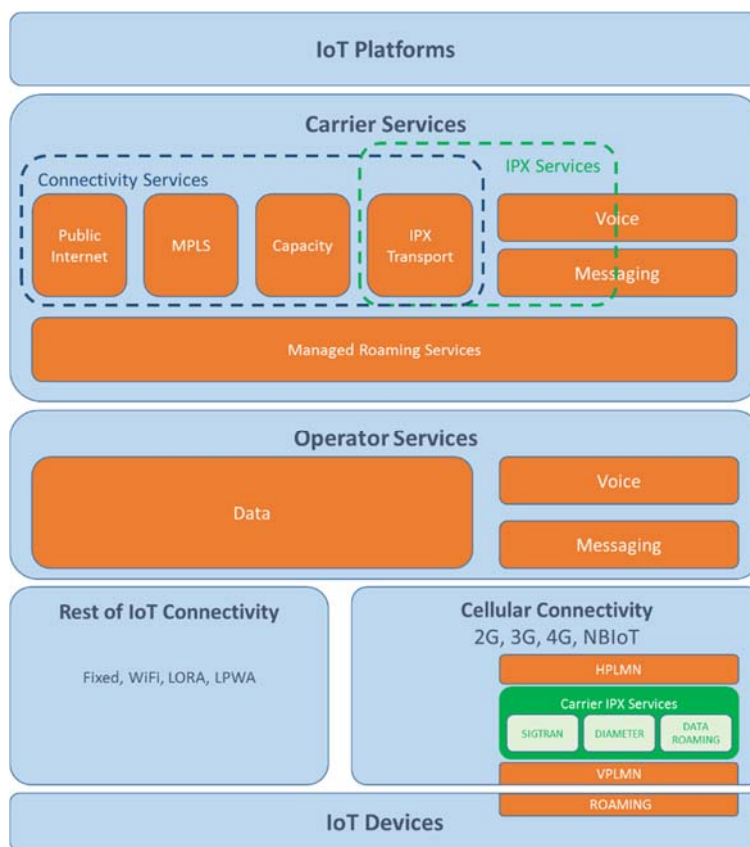 IoT Platforms
Carrier Services
Connectivity Services
IPX Services
Public
Internet
MPLS
Capacity
IPX
Transport
Voice
Messaging
Managed Roaming Services
Operator Services
Data
Voice
Messaging
Rest of IoT Connectivity
Fixed, WiFi, LORA, LPWA
Cellular Connectivity
2G, 3G, 4G, NBIoT
HPLMN
Carrier IPX Services
SIGTRAN
DIAMETER
DATA
ROAMING
VPLMN
ROAMING
IoT Devices